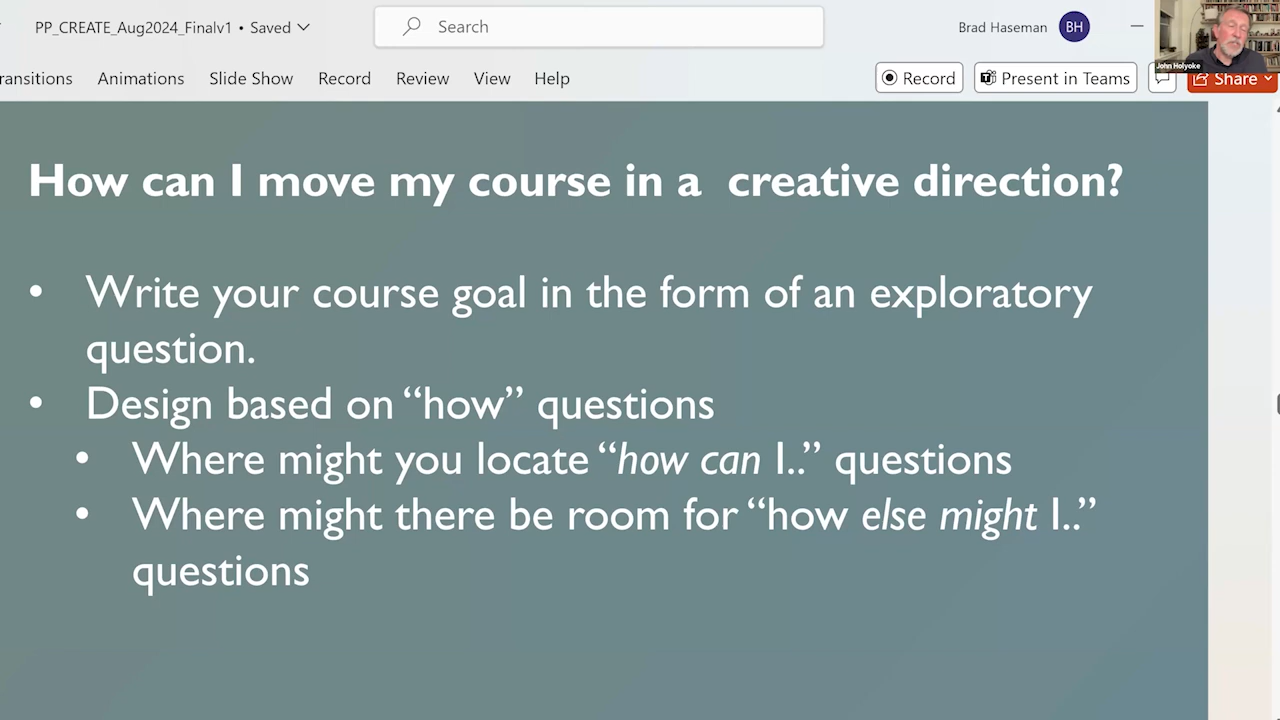 PP_CREATE_Aug2024_Finalv1 • Saved
Search
Brad Haseman
BH
John Holyoke
ransitions
Animations
Slide Show
Record
Review
View
Help
Record
Present in Teams
Share
How can I move my course in a creative direction?
• Write your course goal in the form of an exploratory
question.
• Design based on “how” questions
• Where might you locate “how can I..” questions
• Where might there be room for “how else might I..”
questions